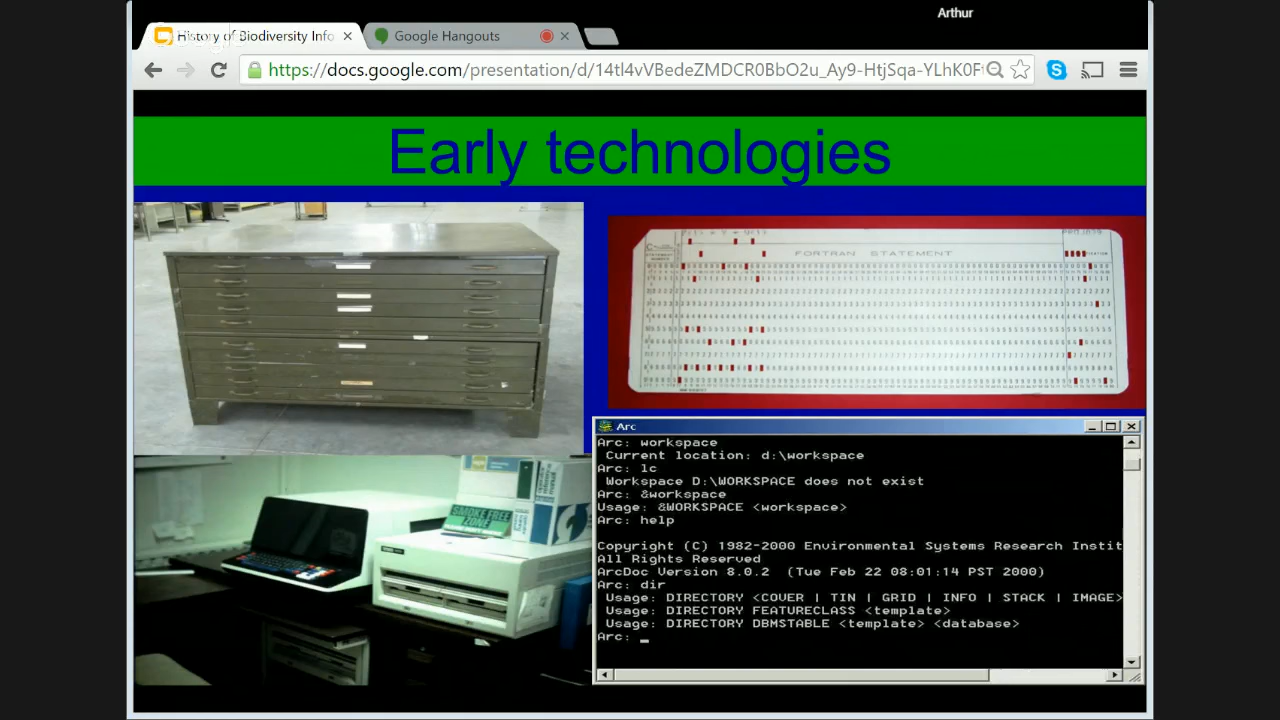 Arthur
History of Biodiversity Info
Google Hangouts
https://docs.google.com/presentation/d/14tl4vVBedeZMDCR0BbO2u_Ay9-HtjSqa-YLhK0F
Early technologies
FORTRAN STATEMENT
SMOKE FREE
ZONE
Arc
Arc: workspace
Current location: d:\workspace
Arc: lc
Workspace D:\WORKSPACE does not exist
Arc: &workspace
Usage: &WORKSPACE <workspace>
Arc: help
Copyright (C) 1982-2000 Environmental Systems Research Instit
All Rights Reserved
ArcDoc Version 8.0.2 (Tue Feb 22 08:01:14 PST 2000)
Arc: dir
Usage: DIRECTORY <COVER | TIN | GRID | INFO | STACK | IMAGE>
Usage: DIRECTORY FEATURECLASS <template>
Usage: DIRECTORY DBMSTABLE <template> <database>
Arc: _